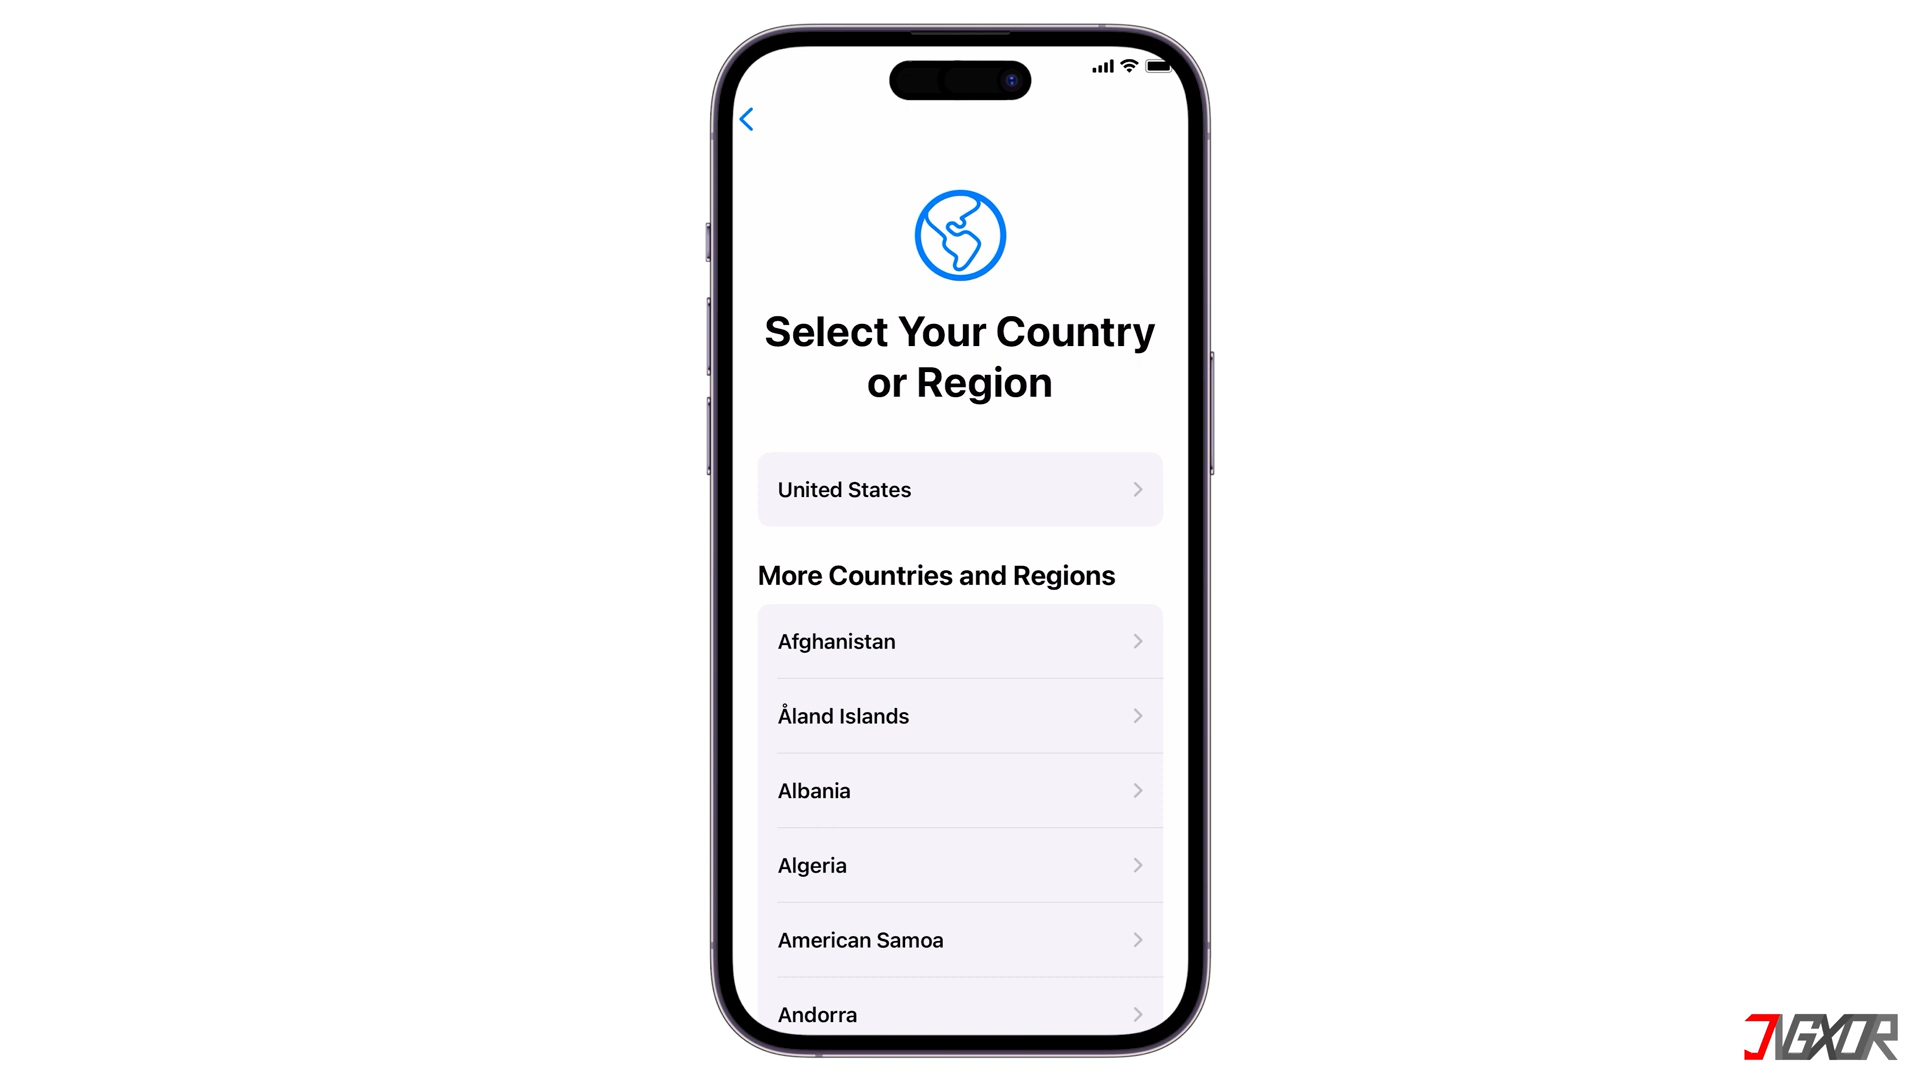 Select Your Country
or Region
United States
More Countries and Regions
Afghanistan
Åland Islands
Albania
Algeria
American Samoa
Andorra
JVGXOR